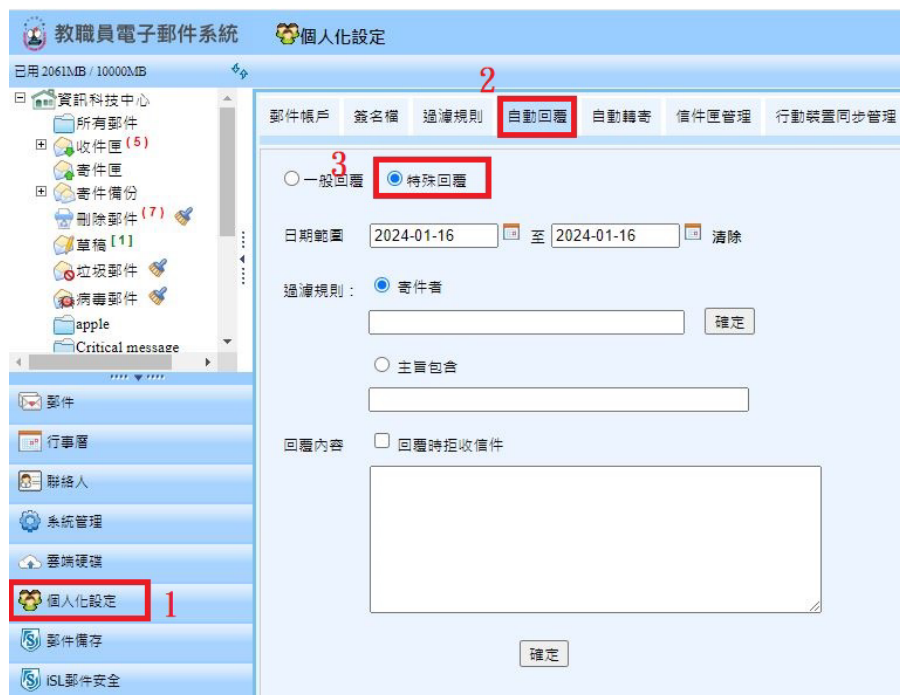 教職員電子郵件系統
個人化設定
已用 2061MB / 10000MB
2
資訊科技中心
所有郵件
收件匣 (5)
寄件匣
寄件備份
刪除郵件 (7)
草稿 [1]
垃圾郵件
病毒郵件
apple
Critical message
郵件
行事曆
聯絡人
系統管理
雲端硬碟
個人化設定 1
郵件備存
iSL郵件安全
郵件帳戶 簽名檔 過濾規則 自動回覆 自動轉寄 信件匣管理 行動裝置同步管理
3
一般回覆 特殊回覆
日期範圍 2024-01-16 至 2024-01-16 清除
過濾規則： 寄件者
確定
主旨包含
回覆內容 回覆時拒收信件
確定